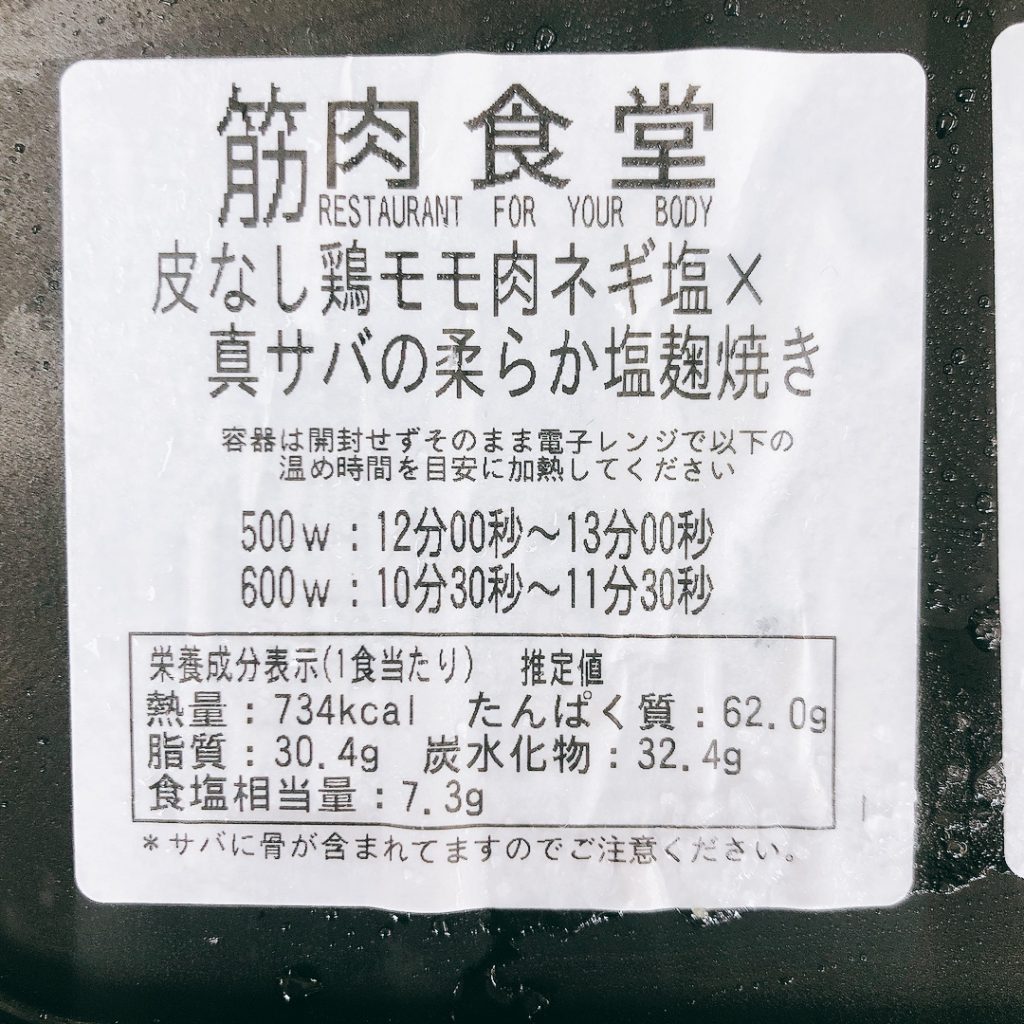 筋肉食堂
RESTAURANT FOR YOUR BODY
皮なし鶏モモ肉ネギ塩×
真サバの柔らか塩麹焼き
容器は開封せずそのまま電子レンジで以下の
温め時間を目安に加熱してください
500w:12分00秒～13分00秒
600w:10分30秒～11分30秒
栄養成分表示(1食当たり) 推定値
熱量:734kcal たんぱく質:62.0g
脂質:30.4g 炭水化物:32.4g
食塩相当量:7.3g
*サバに骨が含まれてますのでご注意ください。